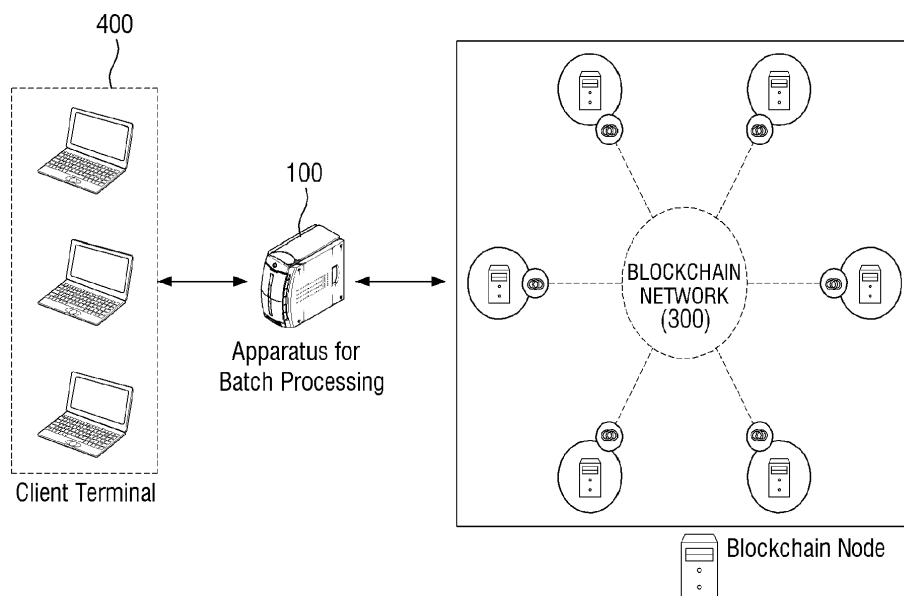 400
100
BLOCKCHAIN
NETWORK
(300)
Apparatus for
Batch Processing
Client Terminal
Blockchain Node